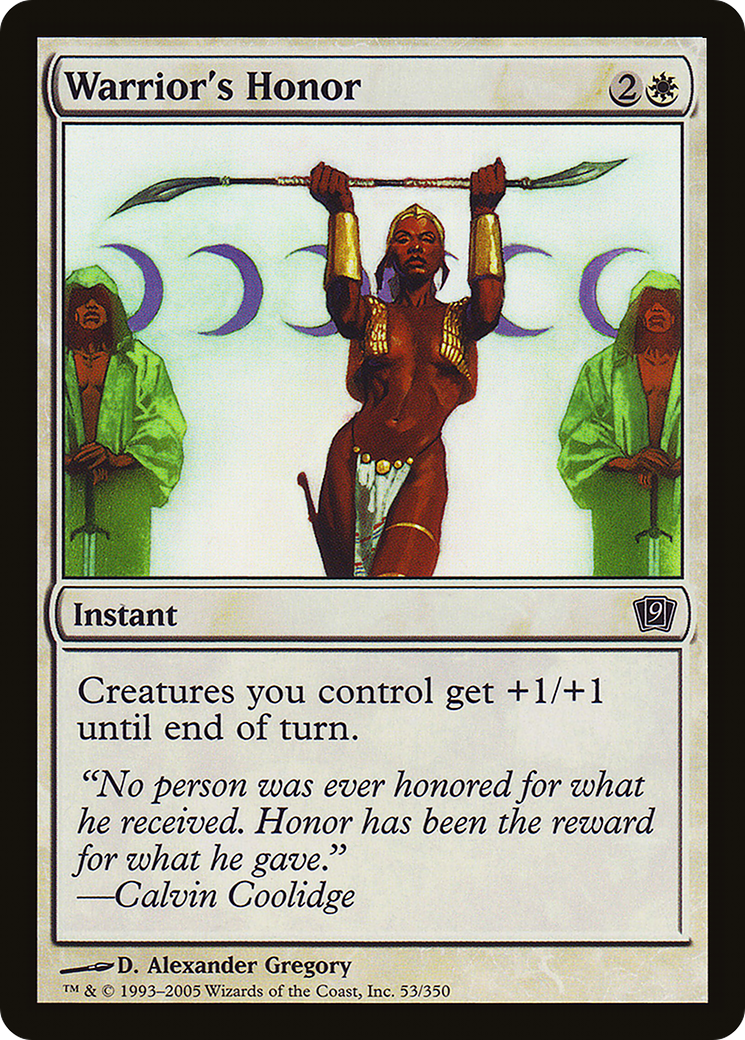 Warrior's Honor
2
Instant
9
Creatures you control get +1/+1
until end of turn.
“No person was ever honored for what
he received. Honor has been the reward
for what he gave.”
—Calvin Coolidge
D. Alexander Gregory
™ & © 1993–2005 Wizards of the Coast, Inc. 53/350